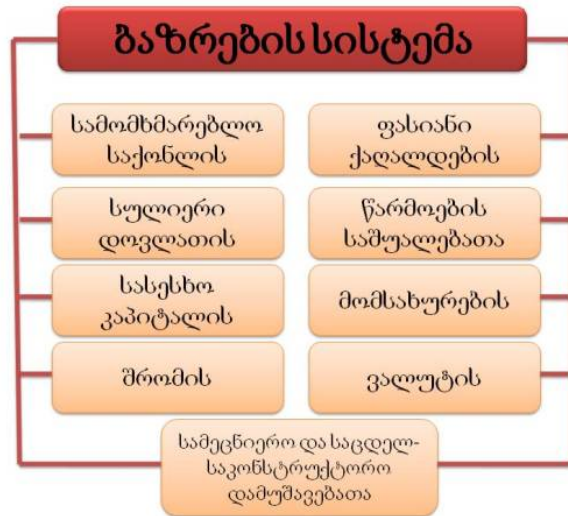 ბაზრების სისტემა
სამომხმარებლო
საქონლის
ფასიანი
ქაღალდების
სულიერი
დოვლათის
წარმოების
საშუალებათა
სასესხო
კაპიტალის
მომსახურების
შრომის
ვალუტის
სამეცნიერო და საცდელ-
საკონსტრუქტორო
დამუშავებათა